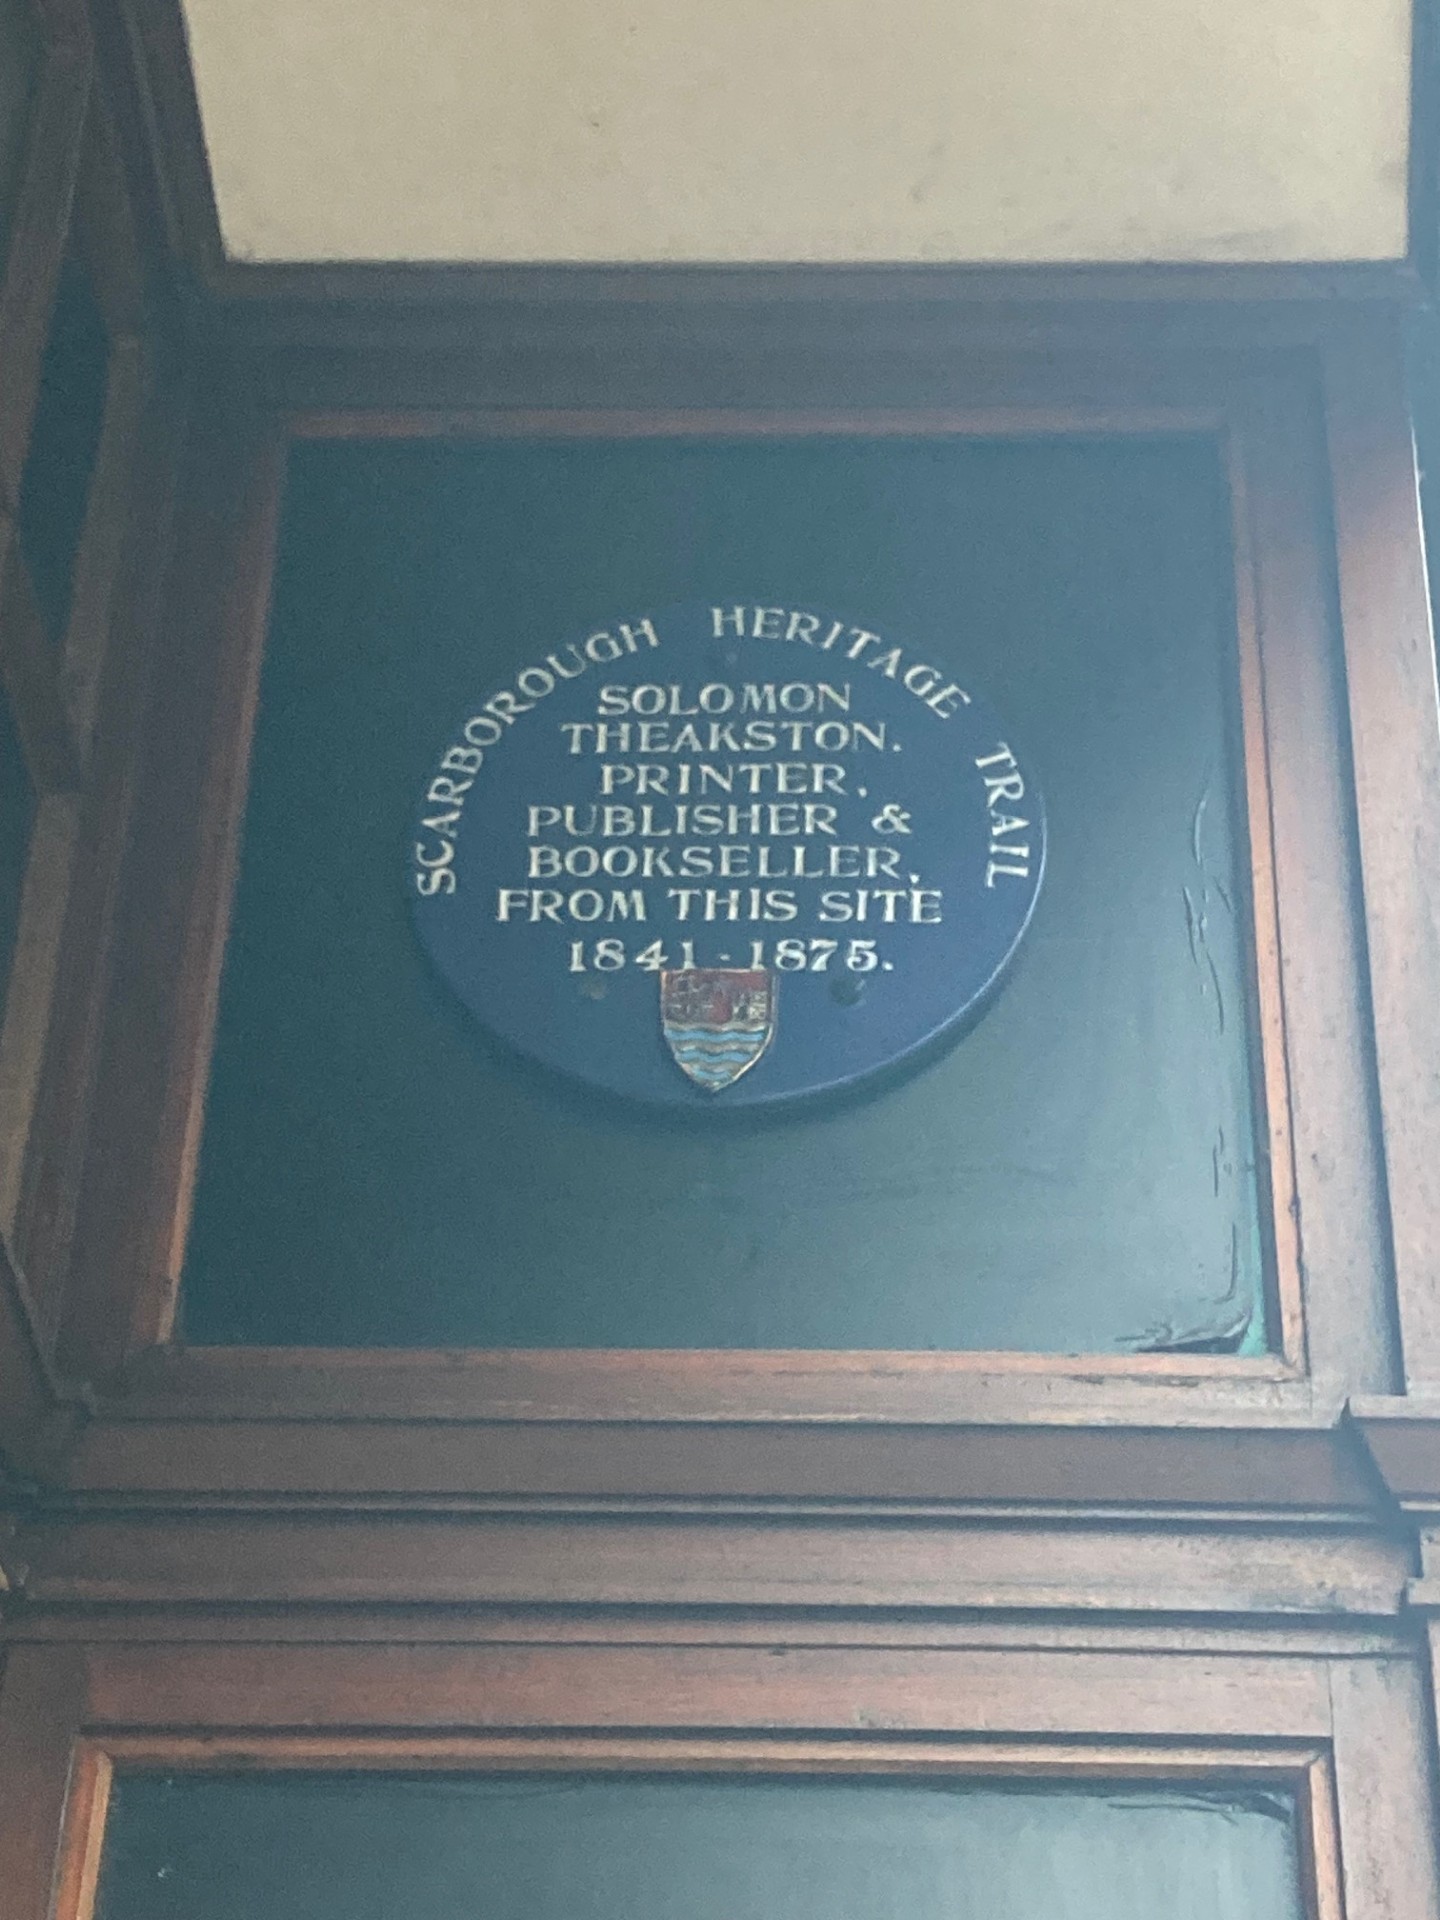 SCARBOROUGH HERITAGE TRAIL
SOLOMON
THEAKSTON.
PRINTER.
PUBLISHER &
BOOKSELLER,
FROM THIS SITE
1841-1875.